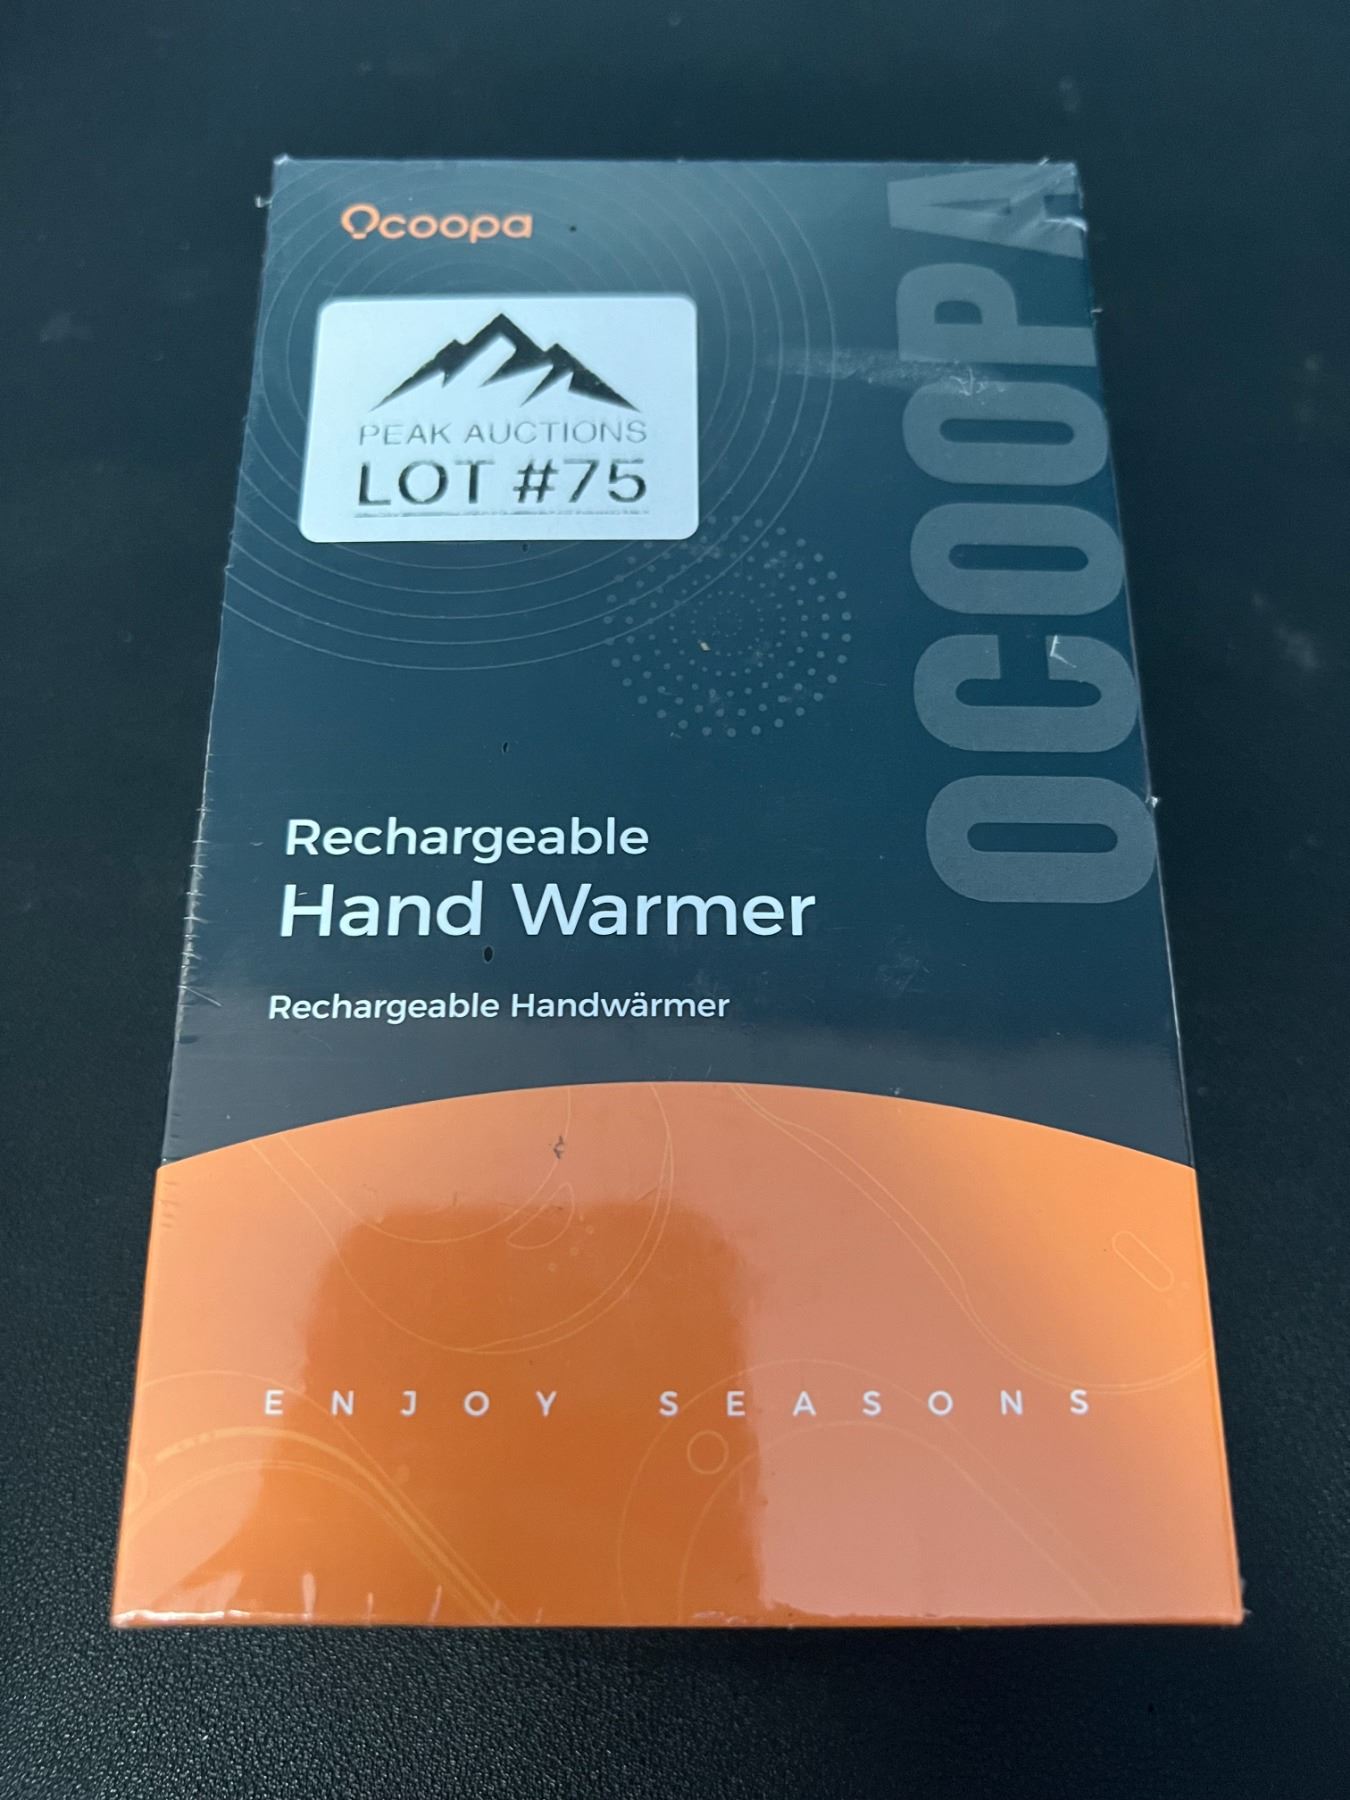 Ocoopa
PEAK AUCTIONS
LOT #75
OCOOPA
Rechargeable
Hand Warmer
Rechargeable Handwärmer
ENJOY SEASONS